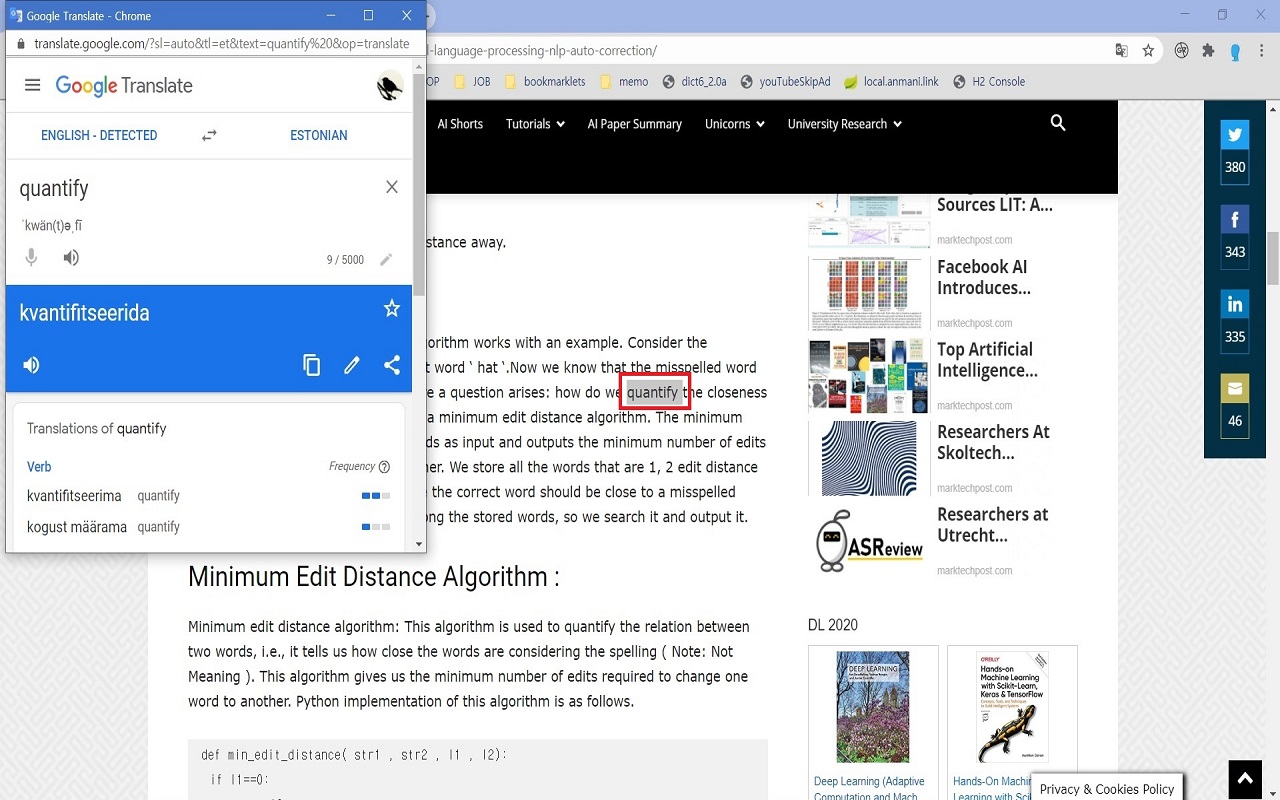 Google Translate - Chrome
translate.google.com/?sl=auto&tl=et&text=quantify%20&op=translate
Google Translate
ENGLISH - DETECTED
ESTONIAN
quantify
ˈkwän(t)əˌfī
9 / 5000
kvantifitseerida
Translations of quantify
Verb
Frequency
kvantifitseerima quantify
kogust määrama quantify
l-language-processing-nlp-auto-correction/
OP
JOB
bookmarklets
memo
dict6_2.0a
youTubeSkipAd
local.anmani.link
H2 Console
AI Shorts
Tutorials
AI Paper Summary
Unicorns
University Research
stance away.
orithm works with an example. Consider the
t word ‘ hat ‘.Now we know that the misspelled word
e a question arises: how do we quantify the closeness
a minimum edit distance algorithm. The minimum
ds as input and outputs the minimum number of edits
er. We store all the words that are 1, 2 edit distance
e the correct word should be close to a misspelled
ong the stored words, so we search it and output it.
Minimum Edit Distance Algorithm :
Minimum edit distance algorithm: This algorithm is used to quantify the relation between
two words, i.e., it tells us how close the words are considering the spelling ( Note: Not
Meaning ). This algorithm gives us the minimum number of edits required to change one
word to another. Python implementation of this algorithm is as follows.
def min_edit_distance( str1 , str2 , l1 , l2):
if l1==0:
Sources LIT: A...
marktechpost.com
Facebook AI
Introduces...
marktechpost.com
Top Artificial
Intelligence...
marktechpost.com
Researchers At
Skoltech...
marktechpost.com
ASReview
Researchers at
Utrecht...
marktechpost.com
DL 2020
DEEP LEARNING
O'REILLY
Hands-on
Machine Learning
with Scikit-Learn,
Keras & TensorFlow
Deep Learning (Adaptive
Computation and Mach
Hands-On Machin
Learning with Sci
380
343
335
46
Privacy & Cookies Policy